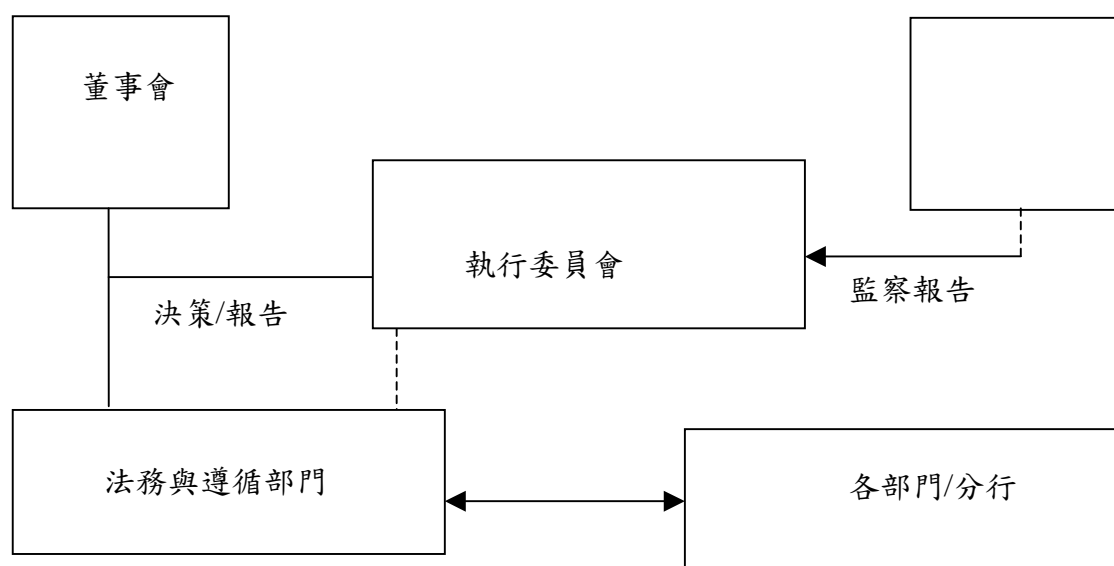 董事會
執行委員會
監察報告
決策/報告
法務與遵循部門
各部門/分行